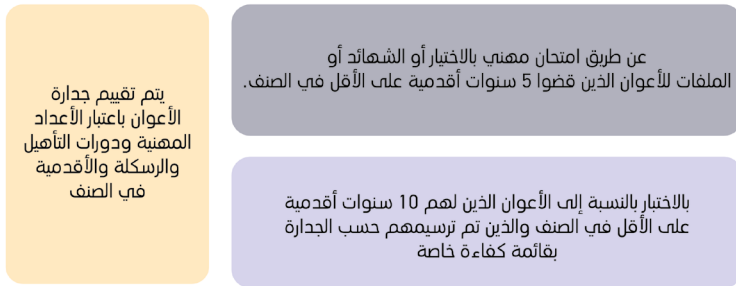 عن طريق امتحان مهني بالاختيار أو الشهائد أو
الملفات للأعوان الذين قضوا 5 سنوات أقدمية على الأقل في الصنف.
بالاختبار بالنسبة إلى الأعوان الذين لهم 10 سنوات أقدمية
على الأقل في الصنف والذين تم ترسيمهم حسب الجدارة
بقائمة كفاءة خاصة
يتم تقييم جدارة
الأعوان باعتبار الأعداد
المهنية ودورات التأهيل
والرسكلة والأقدمية
في الصنف